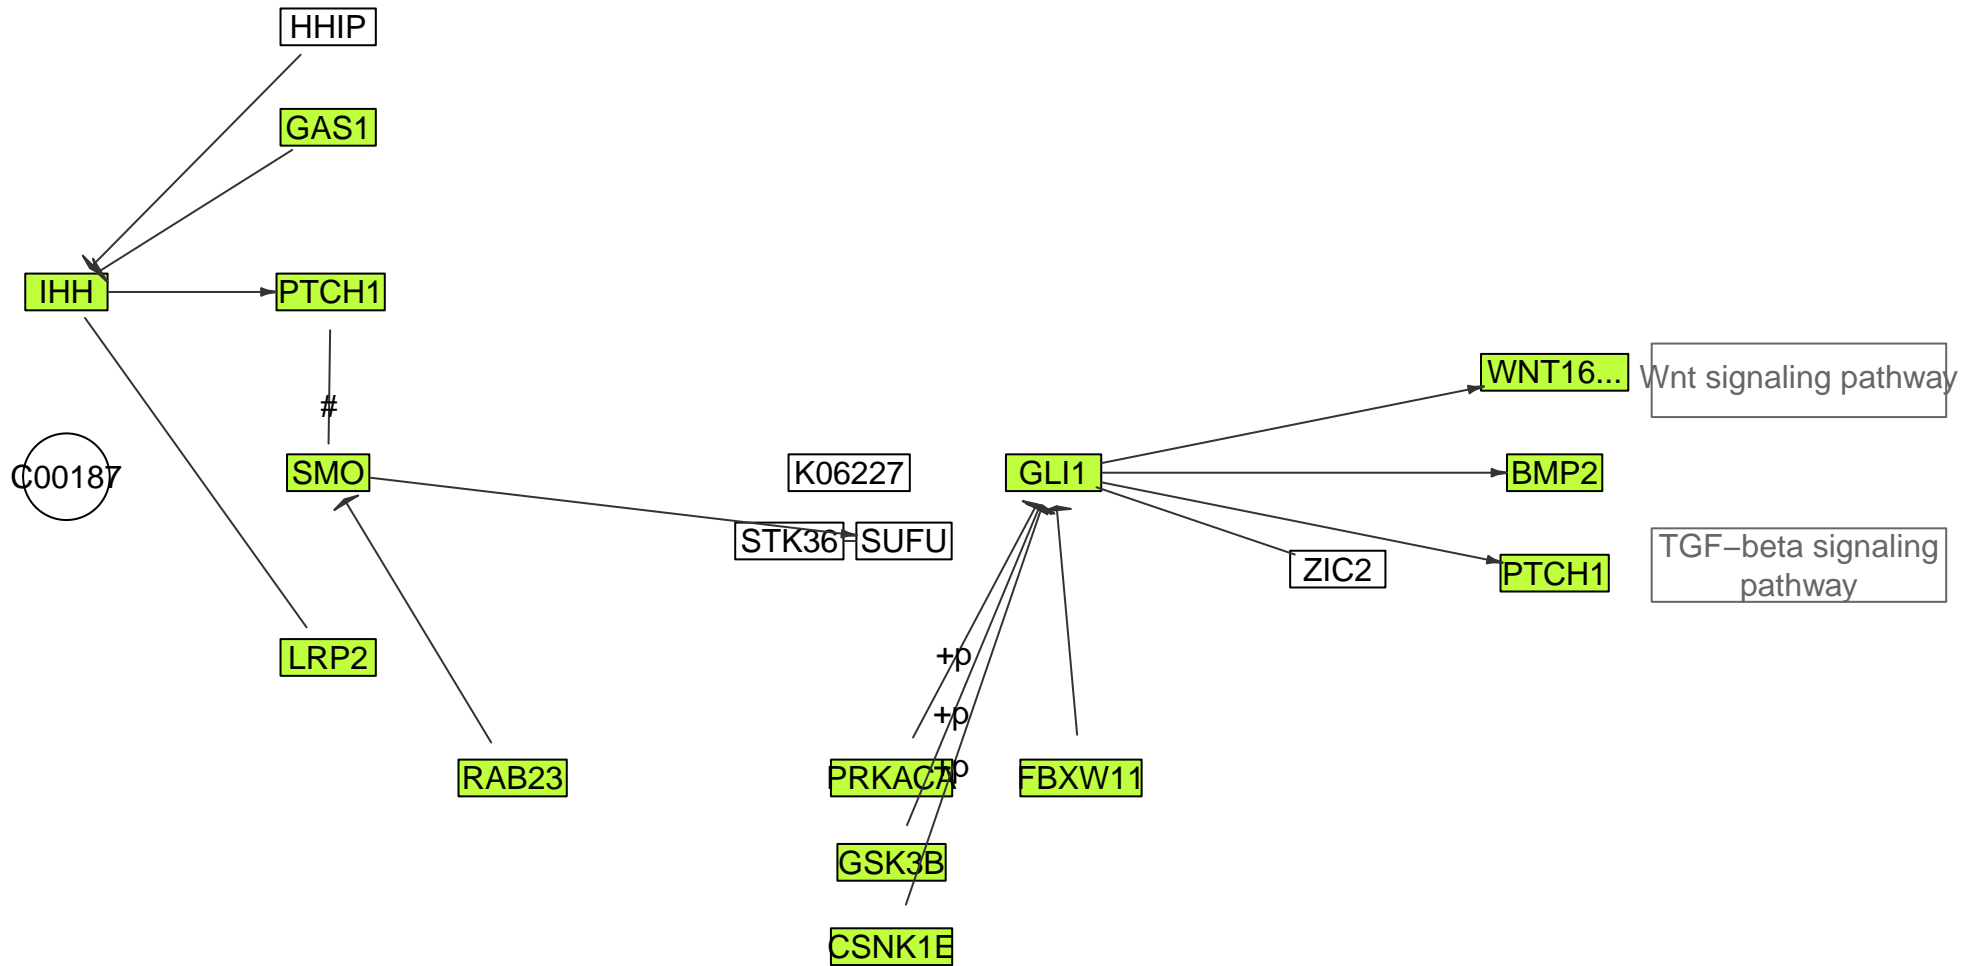 HHIP
GAS1
IHH
PTCH1
WNT16...
Wnt signaling pathway
#
C00187
SMO
K06227
GLI1
BMP2
STK36
SUFU
ZIC2
PTCH1
TGF−beta signaling
pathway
LRP2
+p
+p
+p
RAB23
PRKACA
FBXW11
GSK3B
CSNK1E